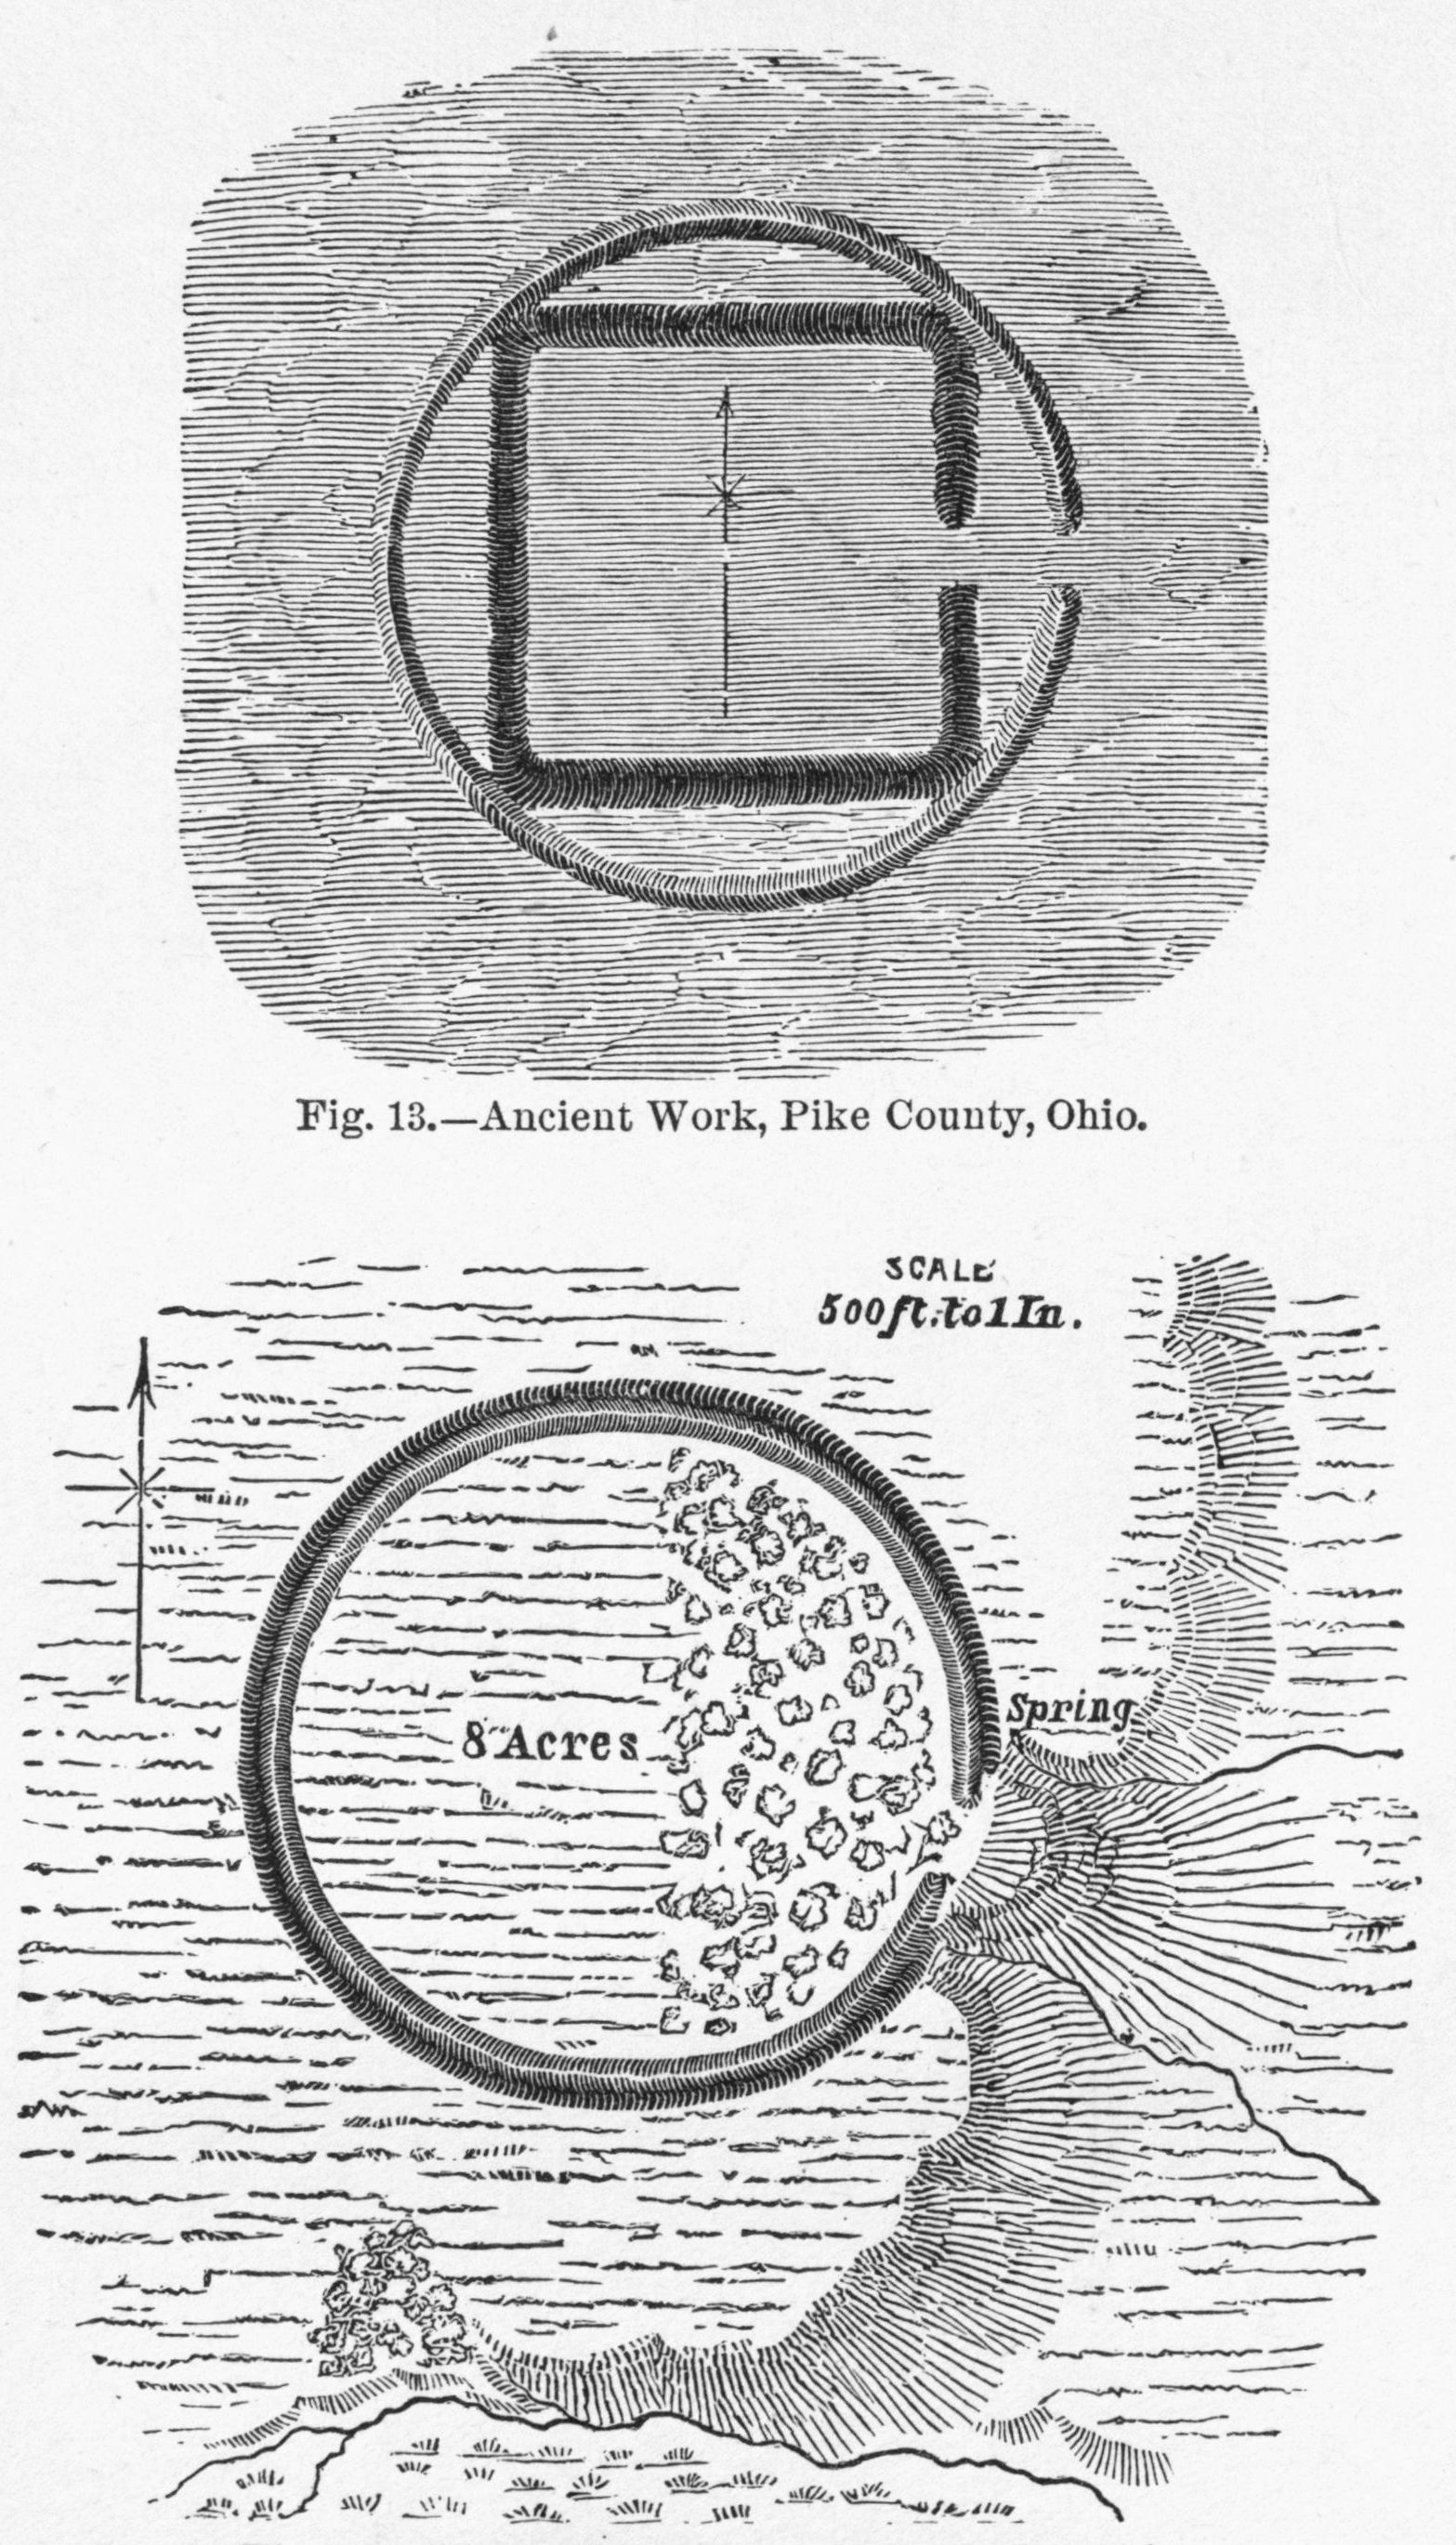 Fig. 13.—Ancient Work, Pike County, Ohio.
SCALE
500 ft. to 1 In.
Spring
8 Acres